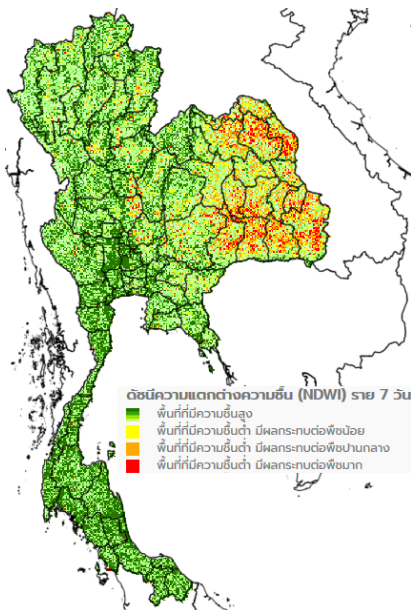 ดัชนีความแตกต่างความชื้น (NDWI) ราย 7 วัน
พื้นที่ที่มีความชื้นสูง
พื้นที่ที่มีความชื้นต่ำ มีผลกระทบต่อพืชน้อย
พื้นที่ที่มีความชื้นต่ำ มีผลกระทบต่อพืชปานกลาง
พื้นที่ที่มีความชื้นต่ำ มีผลกระทบต่อพืชมาก